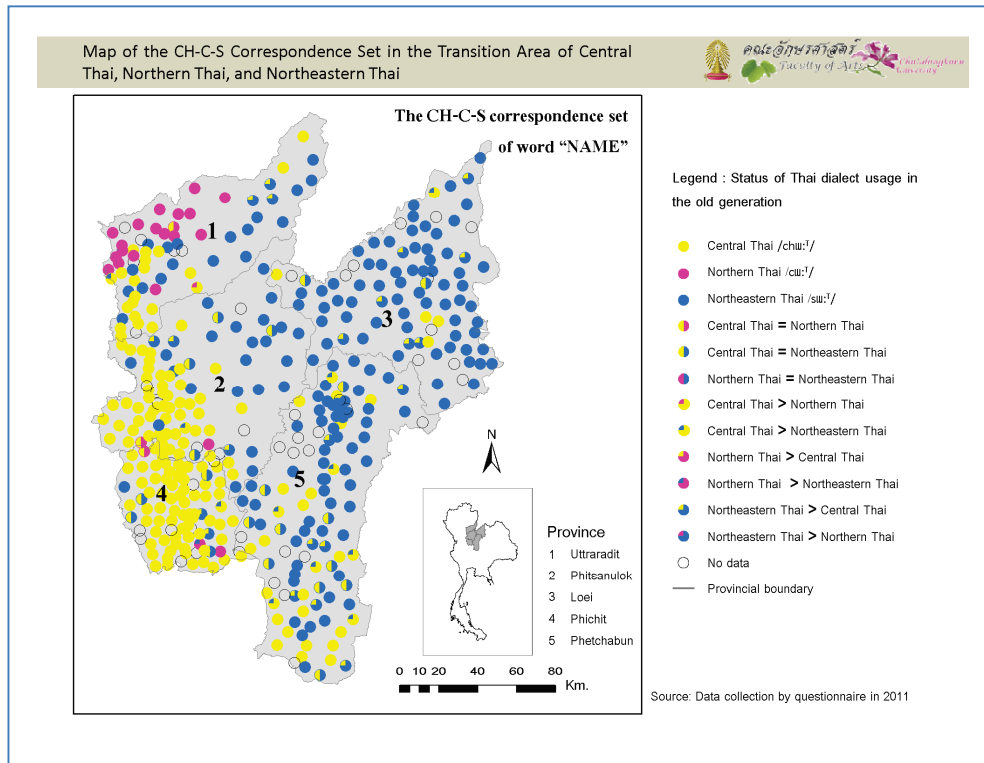 Map of the CH-C-S Correspondence Set in the Transition Area of Central
Thai, Northern Thai, and Northeastern Thai
คณะอักษรศาสตร์
Faculty of Arts
Chulalongkorn
University
The CH-C-S correspondence set
of word “NAME”
1
2
3
4
5
N
Province
1 Uttraradit
2 Phitsanulok
3 Loei
4 Phichit
5 Phetchabun
0 10 20 40 60 80
Km.
Legend : Status of Thai dialect usage in
the old generation
Central Thai /chɯːᵀ/
Northern Thai /cɯːᵀ/
Northeastern Thai /sɯːᵀ/
Central Thai = Northern Thai
Central Thai = Northeastern Thai
Northern Thai = Northeastern Thai
Central Thai > Northern Thai
Central Thai > Northeastern Thai
Northern Thai > Central Thai
Northern Thai > Northeastern Thai
Northeastern Thai > Central Thai
Northeastern Thai > Northern Thai
No data
Provincial boundary
Source: Data collection by questionnaire in 2011